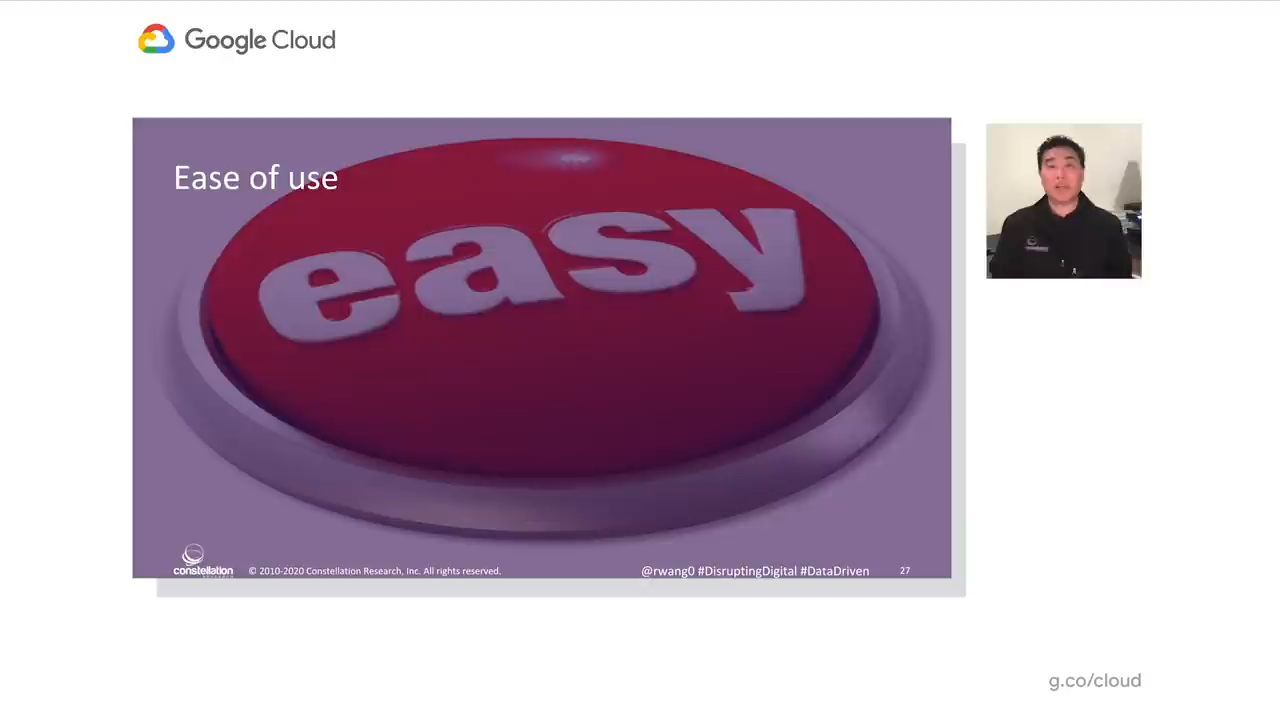 Google Cloud
Ease of use
easy
constellation
© 2010-2020 Constellation Research, Inc. All rights reserved.
@rwang0 #DisruptingDigital #DataDriven
27
g.co/cloud